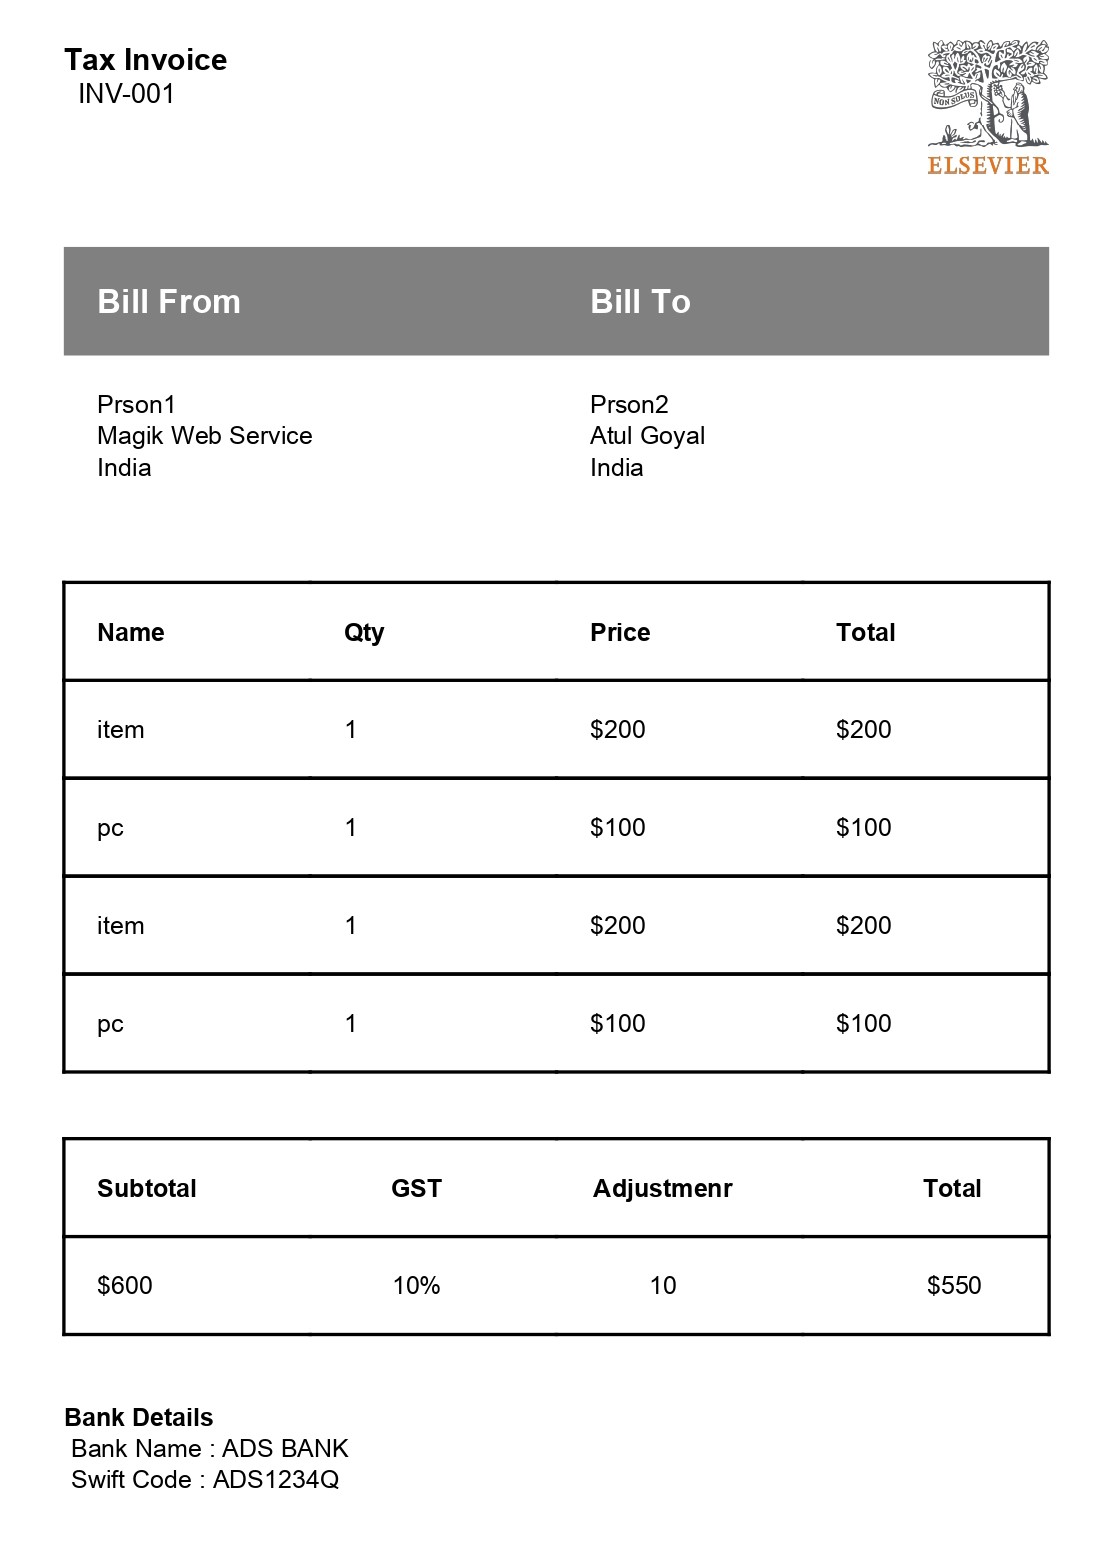 Tax Invoice
INV-001
NON SOLUS
ELSEVIER
Bill From Bill To
Prson1 Prson2
Magik Web Service Atul Goyal
India India
Name Qty Price Total
item 1 $200 $200
pc 1 $100 $100
item 1 $200 $200
pc 1 $100 $100
Subtotal GST Adjustmenr Total
$600 10% 10 $550
Bank Details
Bank Name : ADS BANK
Swift Code : ADS1234Q